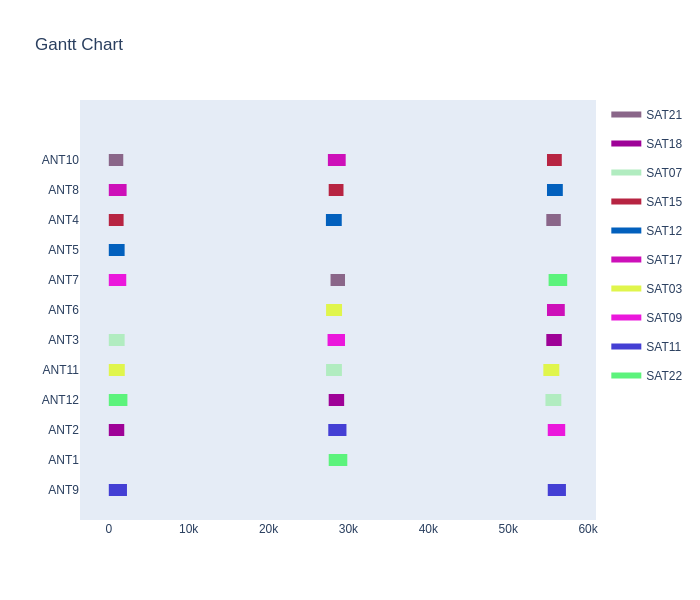 Gantt Chart
ANT10
ANT8
ANT4
ANT5
ANT7
ANT6
ANT3
ANT11
ANT12
ANT2
ANT1
ANT9
0 10k 20k 30k 40k 50k 60k
SAT21
SAT18
SAT07
SAT15
SAT12
SAT17
SAT03
SAT09
SAT11
SAT22